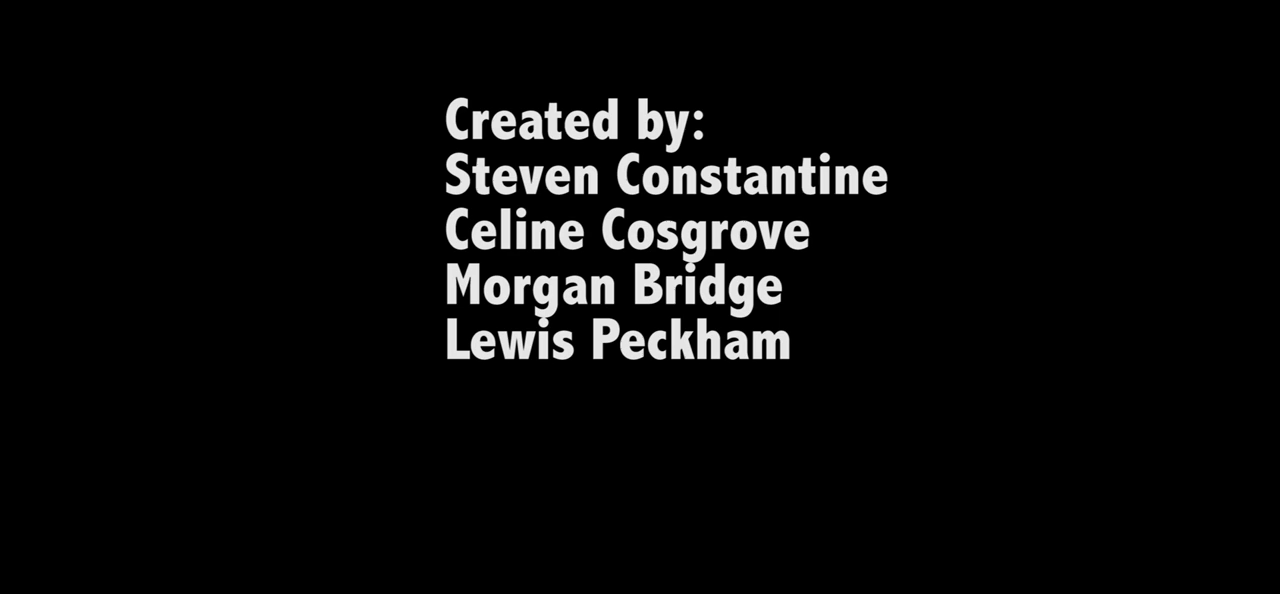 Created by:
Steven Constantine
Celine Cosgrove
Morgan Bridge
Lewis Peckham